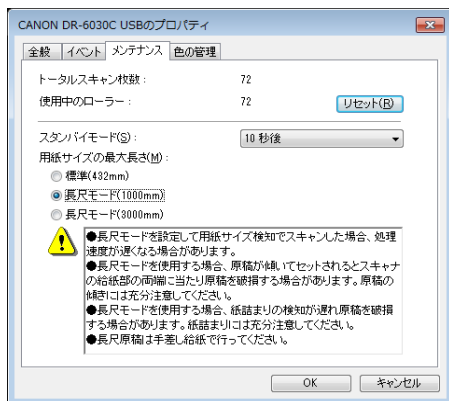 CANON DR-6030C USBのプロパティ
全般 イベント メンテナンス 色の管理
トータルスキャン枚数： 72
使用中のローラー： 72 リセット(R)
スタンバイモード(S)： 10 秒後
用紙サイズの最大長さ(M)：
標準(432mm)
長尺モード(1000mm)
長尺モード(3000mm)
●長尺モードを設定して用紙サイズ検知でスキャンした場合、処理
速度が遅くなる場合があります。
●長尺モードを使用する場合、原稿が傾いてセットされるとスキャナ
の給紙部の両端に当たり原稿を破損する場合があります。原稿の
傾きには充分注意してください。
●長尺モードを使用する場合、紙詰まりの検知が遅れ原稿を破損
する場合があります。紙詰まりには充分注意してください。
●長尺原稿は手差し給紙で行ってください。
OK キャンセル